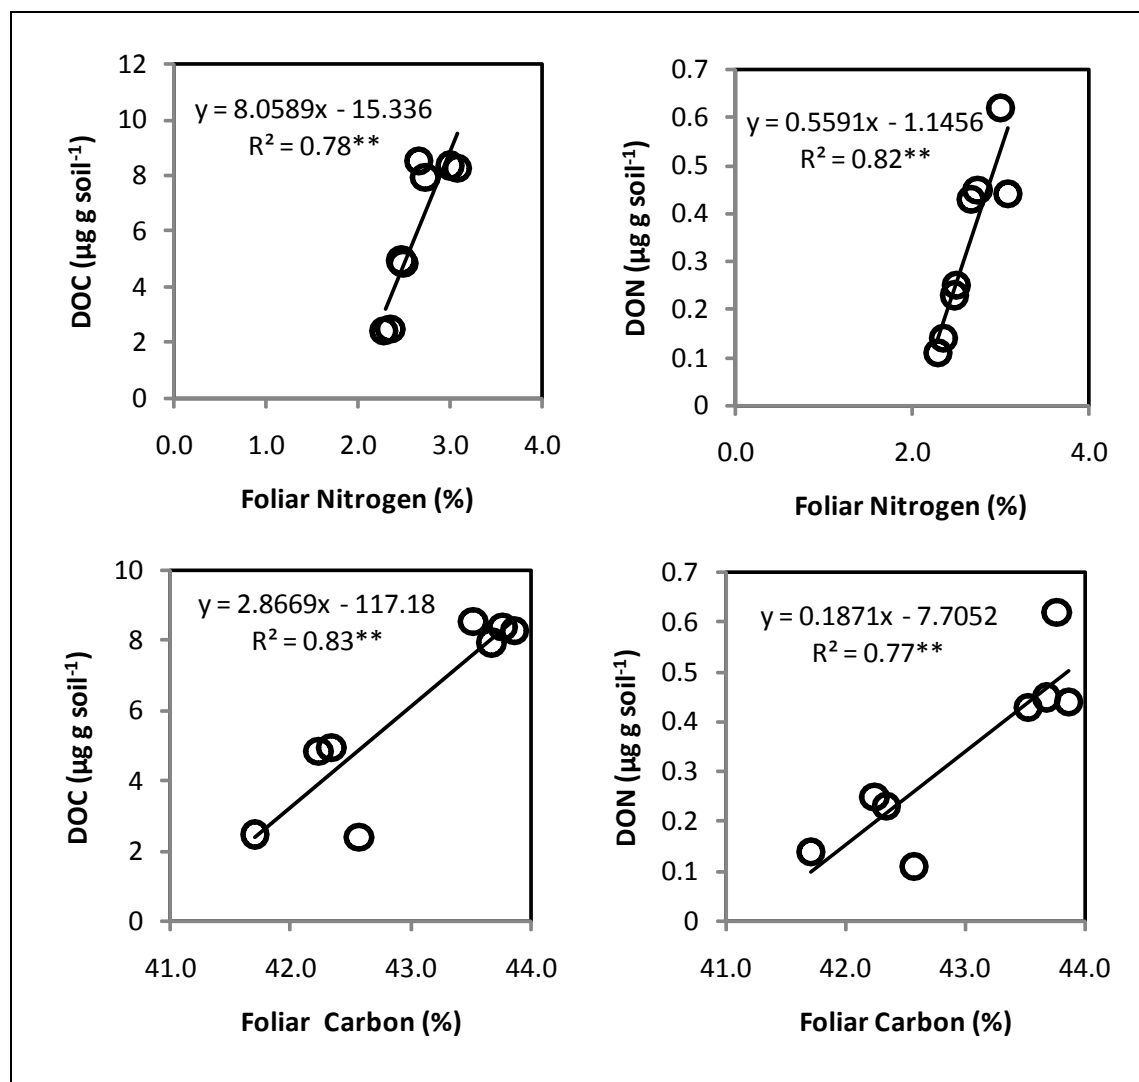 12
10
8
6
4
2
0
DOC (µg g soil⁻¹)
y = 8.0589x - 15.336
R² = 0.78**
0.0 1.0 2.0 3.0 4.0
Foliar Nitrogen (%)
0.7
0.6
0.5
0.4
0.3
0.2
0.1
0
DON (µg g soil⁻¹)
y = 0.5591x - 1.1456
R² = 0.82**
0.0 2.0 4.0
Foliar Nitrogen (%)
10
8
6
4
2
0
DOC (µg g soil⁻¹)
y = 2.8669x - 117.18
R² = 0.83**
41.0 42.0 43.0 44.0
Foliar Carbon (%)
0.7
0.6
0.5
0.4
0.3
0.2
0.1
0
DON (µg g soil⁻¹)
y = 0.1871x - 7.7052
R² = 0.77**
41.0 42.0 43.0 44.0
Foliar Carbon (%)